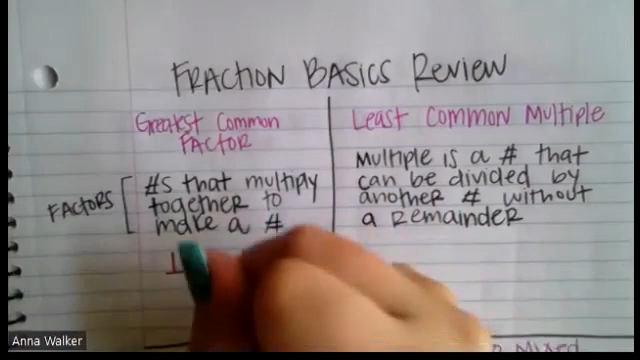 FRACTION BASICS REVIEW
Greatest Common
FACTOR
Least Common Multiple
FACTORS
#s that multiply
together to
make a #
Multiple is a # that
can be divided by
another # without
a REMAINDER
Mixed
Anna Walker